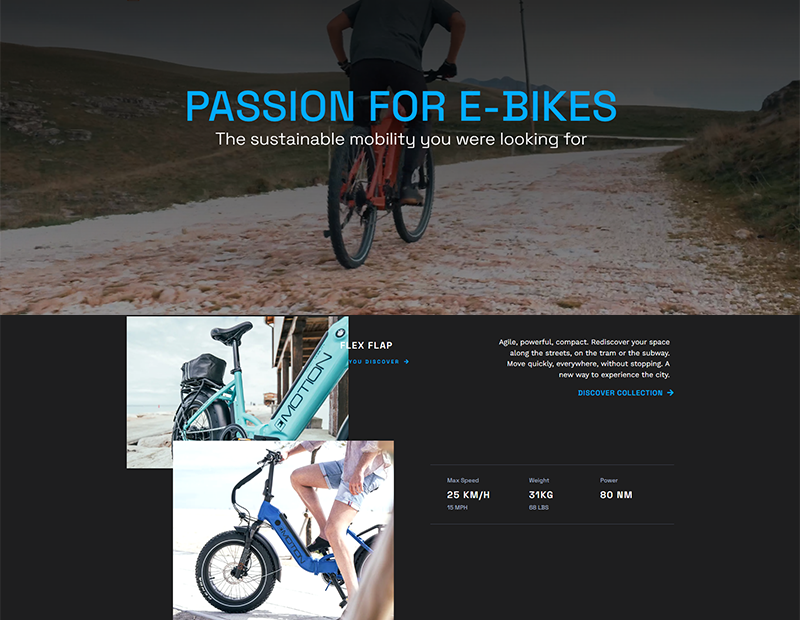 PASSION FOR E-BIKES
The sustainable mobility you were looking for
FLEX FLAP
YOU DISCOVER →
EMOTION
EMOTION
Agile, powerful, compact. Rediscover your space
along the streets, on the tram or the subway.
Move quickly, everywhere, without stopping. A
new way to experience the city.
DISCOVER COLLECTION →
Max Speed
25 KM/H
15 MPH
Weight
31KG
68 LBS
Power
80 NM